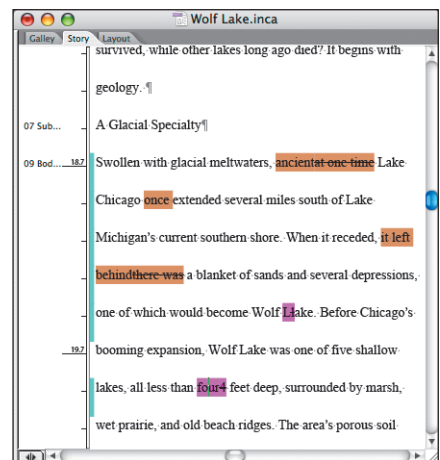 Wolf Lake.inca
Galley Story Layout
survived, while other lakes long ago died? It begins with
geology. ¶
07 Sub... A Glacial Specialty¶
09 Bod... 18.7 Swollen with glacial meltwaters, ancientat one time Lake
Chicago once extended several miles south of Lake
Michigan's current southern shore. When it receded, it left
behindthere was a blanket of sands and several depressions,
one of which would become Wolf Llake. Before Chicago's
19.7 booming expansion, Wolf Lake was one of five shallow
lakes, all less than four4 feet deep, surrounded by marsh,
wet prairie, and old beach ridges. The area's porous soil